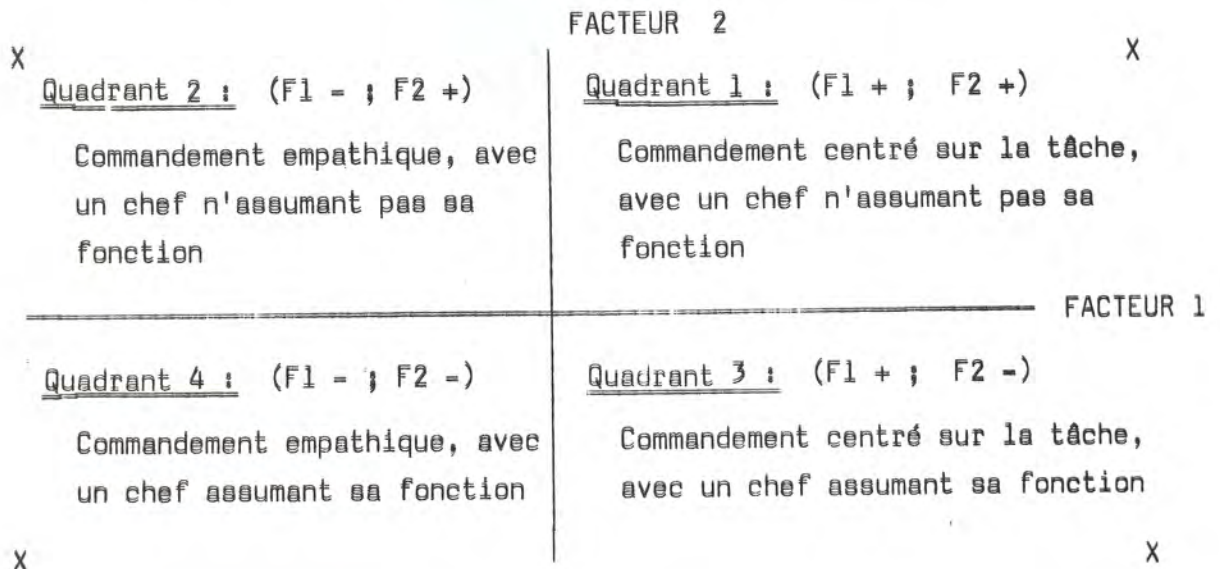 FACTEUR 2
X
X
Quadrant 2 : (F1 - ; F2 +)
Commandement empathique, avec
un chef n'assumant pas sa
fonction
Quadrant 1 : (F1 + ; F2 +)
Commandement centré sur la tâche,
avec un chef n'assumant pas sa
fonction
FACTEUR 1
Quadrant 4 : (F1 - ; F2 -)
Commandement empathique, avec
un chef assumant sa fonction
Quadrant 3 : (F1 + ; F2 -)
Commandement centré sur la tâche,
avec un chef assumant sa fonction
X
X